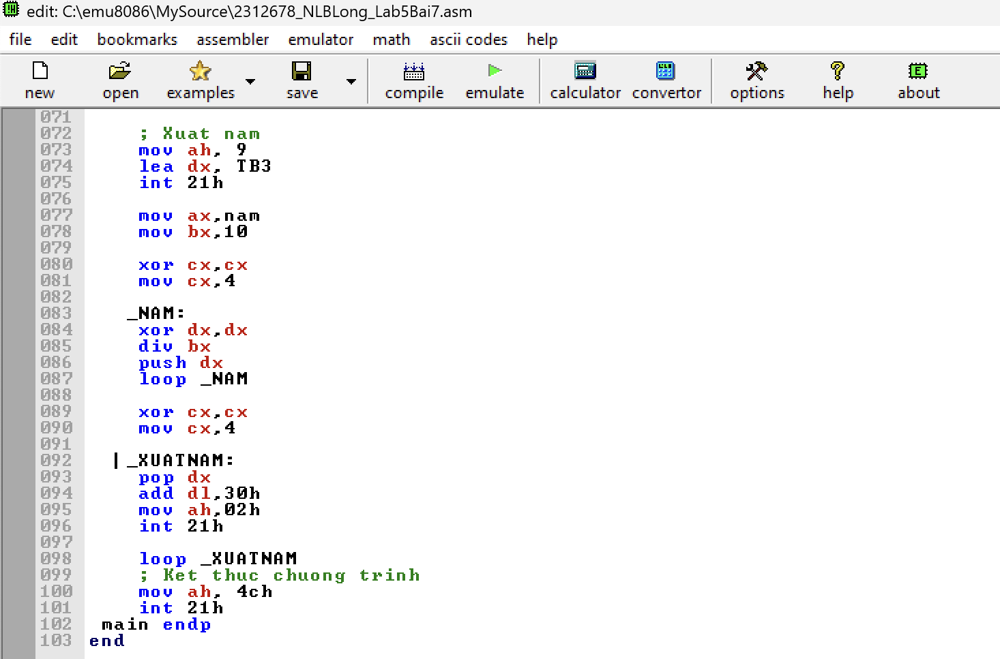 edit: C:\emu8086\MySource\2312678_NLBLong_Lab5Bai7.asm
file edit bookmarks assembler emulator math ascii codes help
new open examples save compile emulate calculator convertor options help about
071
072 ; Xuat nam
073 mov ah, 9
074 lea dx, TB3
075 int 21h
076
077 mov ax,nam
078 mov bx,10
079
080 xor cx,cx
081 mov cx,4
082
083 _NAM:
084 xor dx,dx
085 div bx
086 push dx
087 loop _NAM
088
089 xor cx,cx
090 mov cx,4
091
092 _XUATNAM:
093 pop dx
094 add dl,30h
095 mov ah,02h
096 int 21h
097
098 loop _XUATNAM
099 ; Ket thuc chuong trinh
100 mov ah, 4ch
101 int 21h
102 main endp
103 end